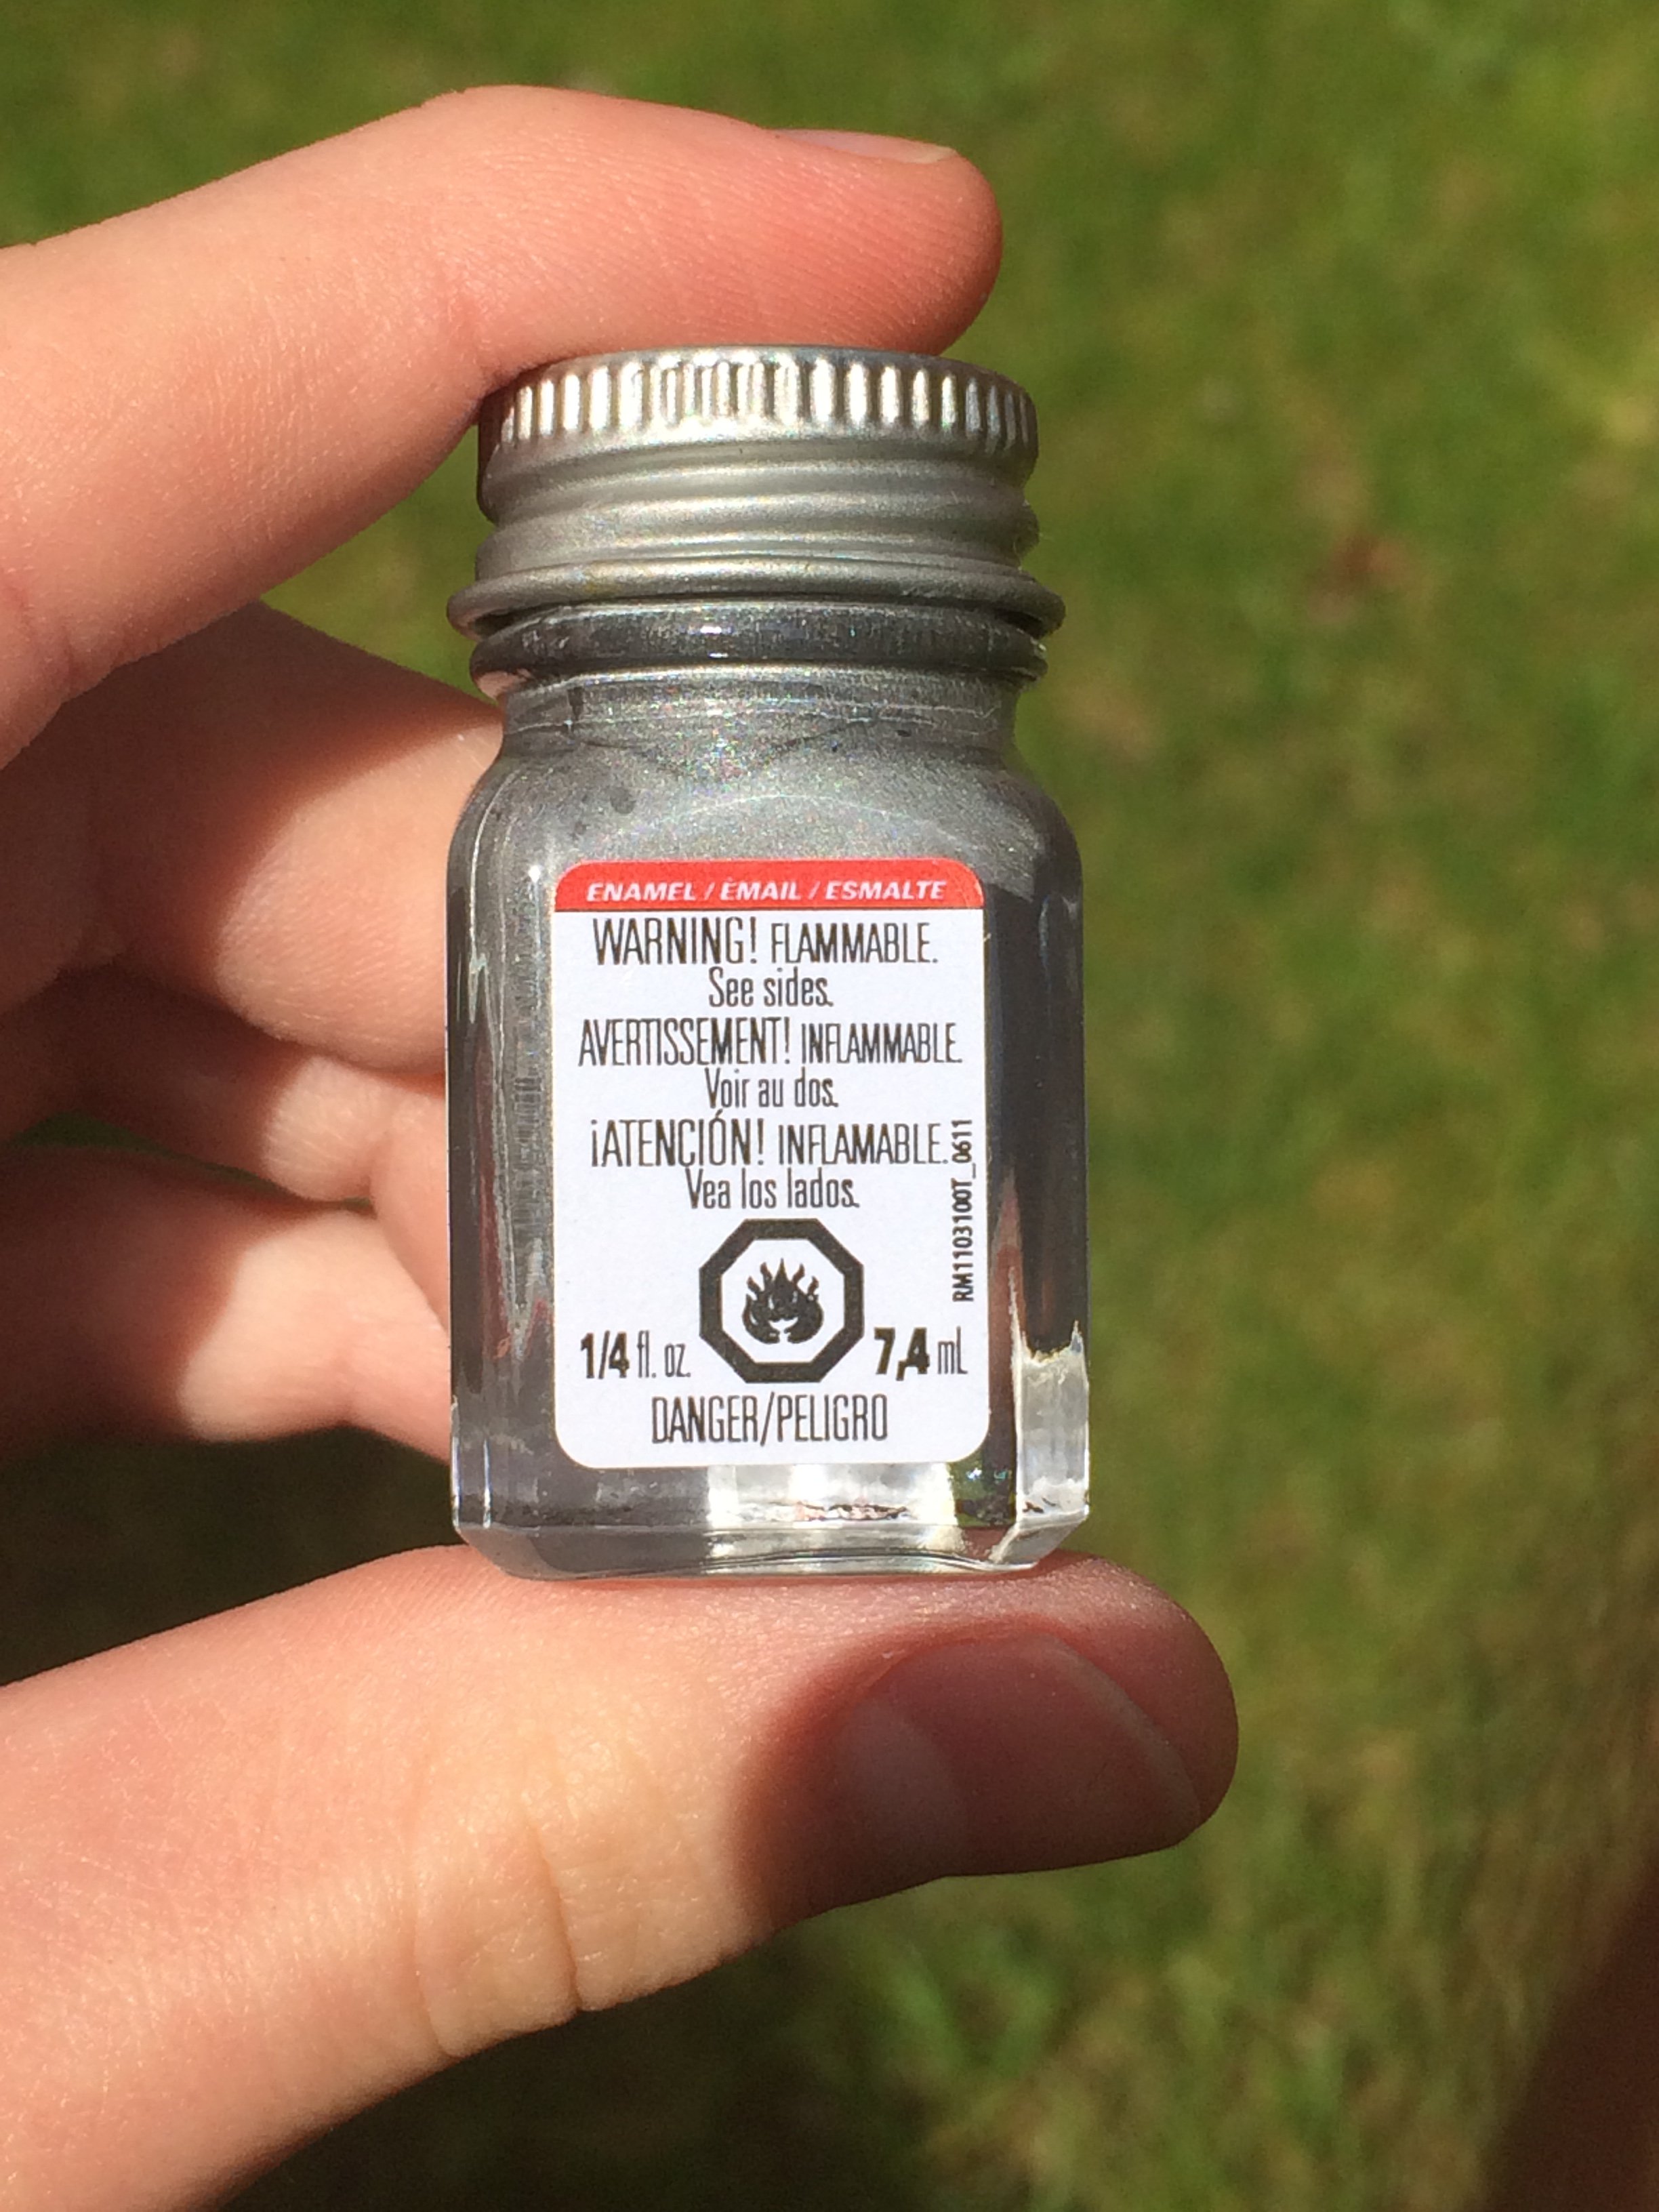 ENAMEL / ÉMAIL / ESMALTE
WARNING! FLAMMABLE.
See sides.
AVERTISSEMENT! INFLAMMABLE.
Voir au dos.
¡ATENCIÓN! INFLAMABLE.
Vea los lados.
RM1103100T_0611
1/4 fl. oz. 7,4 mL
DANGER/PELIGRO